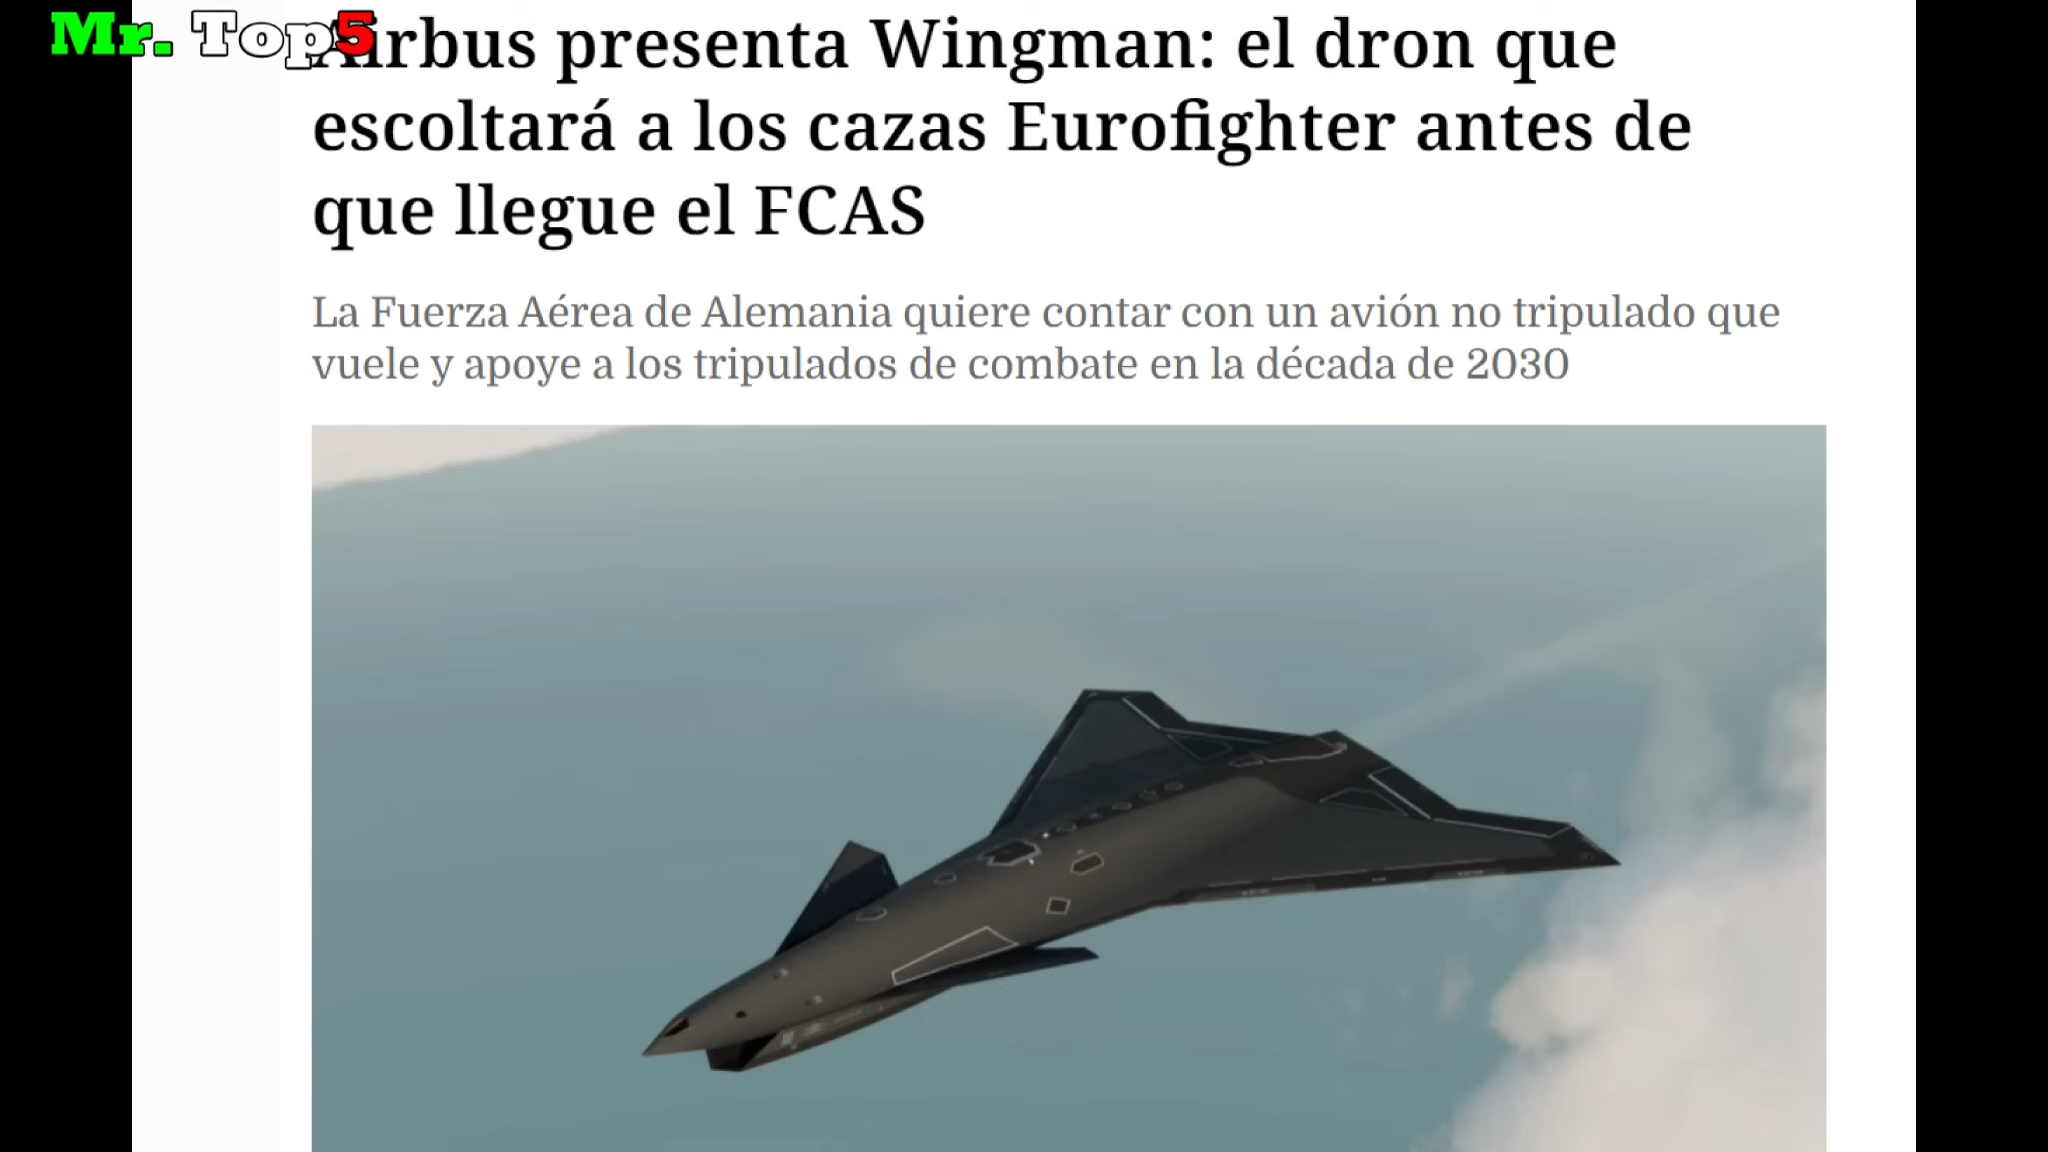 Mr. Top5
Airbus presenta Wingman: el dron que
escoltará a los cazas Eurofighter antes de
que llegue el FCAS
La Fuerza Aérea de Alemania quiere contar con un avión no tripulado que
vuele y apoye a los tripulados de combate en la década de 2030